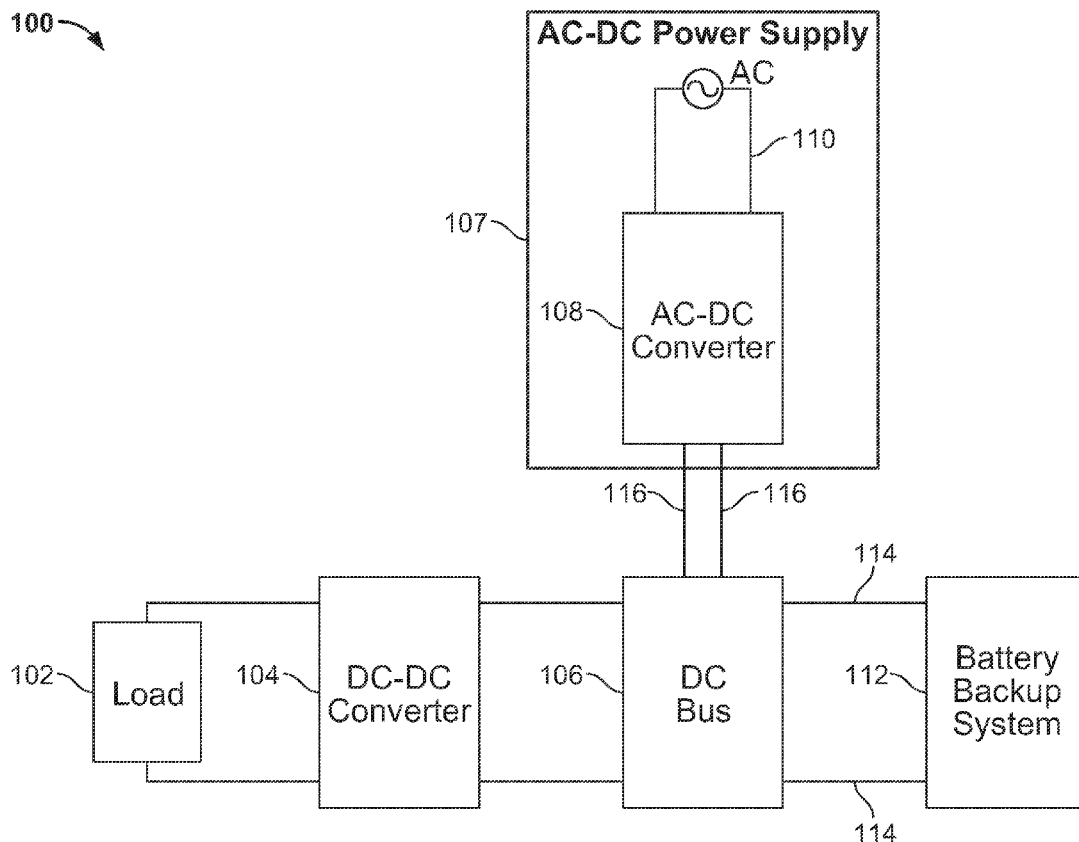 100
AC-DC Power Supply
AC
110
107
108
AC-DC
Converter
116
116
114
102
Load
104
DC-DC
Converter
106
DC
Bus
112
Battery
Backup
System
114